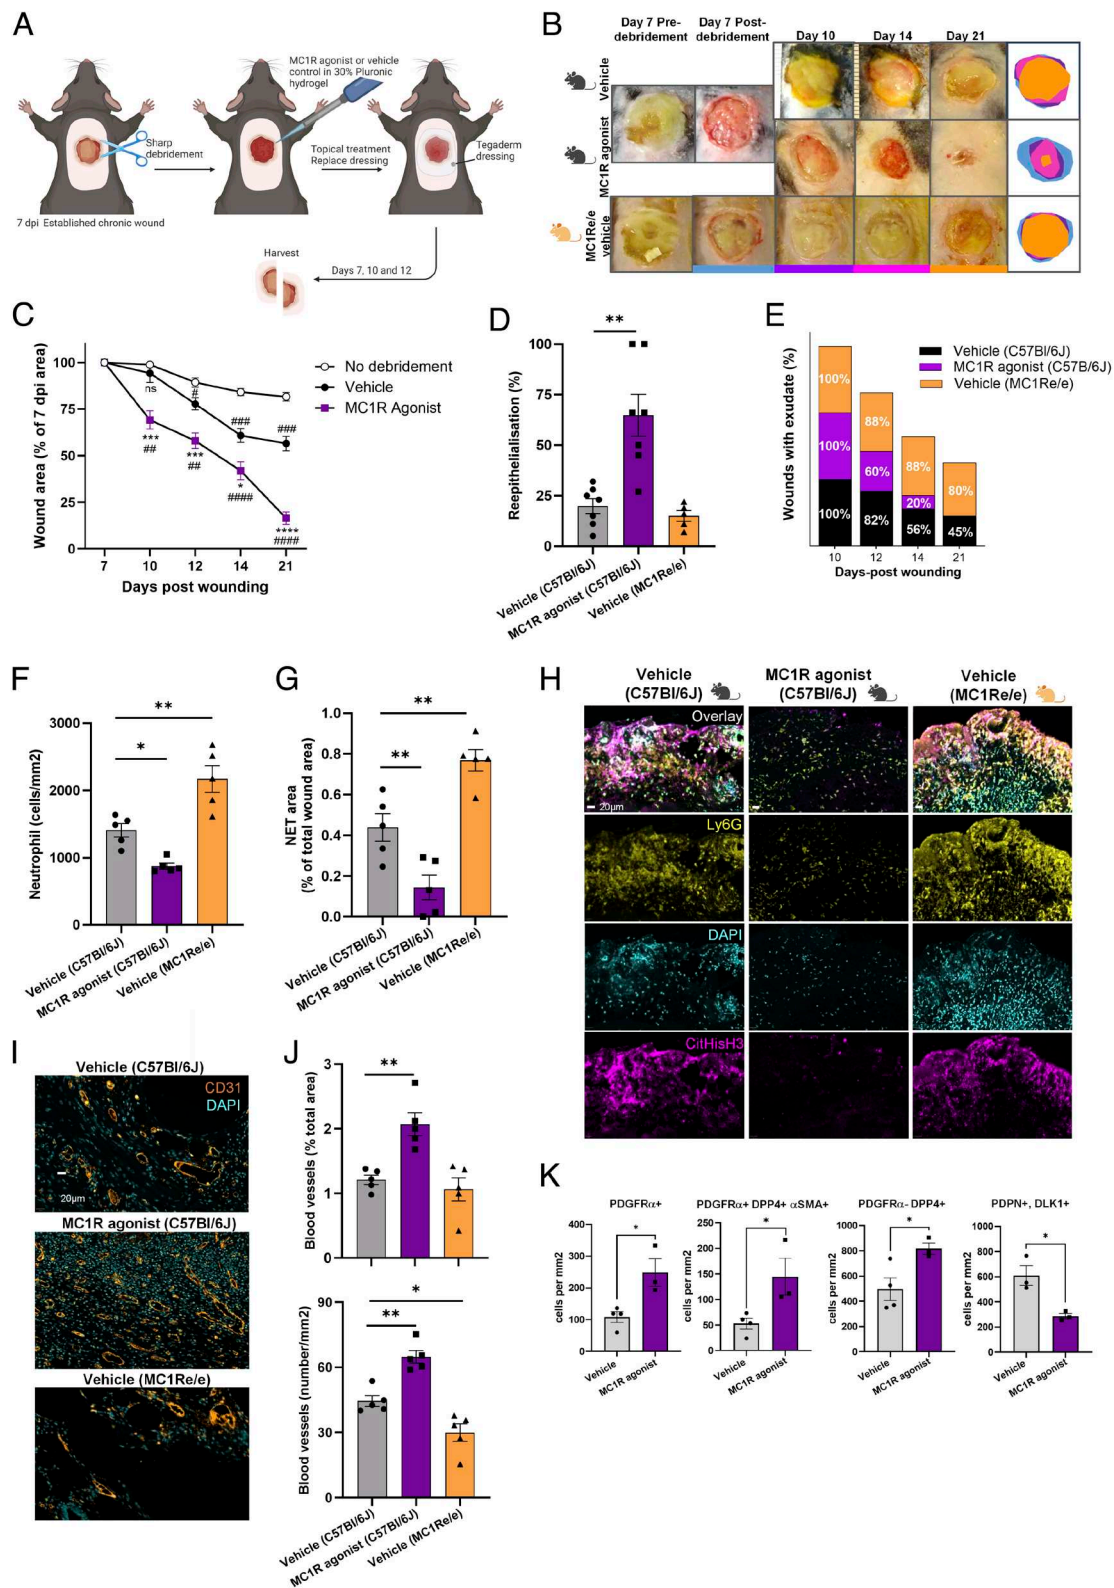 A
MC1R agonist or vehicle
control in 30% Pluronic
hydrogel
Sharp
debridement
Topical treatment
Replace dressing
Tegaderm
dressing
7 dpi Established chronic wound
Harvest
Days 7, 10 and 12
B
Day 7 Pre-
debridement
Day 7 Post-
debridement
Day 10
Day 14
Day 21
Vehicle
MC1R agonist
MC1Re/e
vehicle
C
Wound area (% of 7 dpi area)
100
75
50
25
0
7
10
12
14
21
Days post wounding
No debridement
Vehicle
MC1R Agonist
ns
#
###
###
***
##
***
##
*
####
****
####
D
Repithelialisation (%)
100
75
50
25
0
**
Vehicle (C57Bl/6J)
MC1R agonist (C57Bl/6J)
Vehicle (MC1Re/e)
E
Wounds with exudate (%)
Vehicle (C57Bl/6J)
MC1R agonist (C57B/6J)
Vehicle (MC1Re/e)
100%
88%
88%
80%
100%
60%
20%
100%
82%
56%
45%
10
12
14
21
Days-post wounding
F
Neutrophil (cells/mm2)
3000
2000
1000
0
**
*
Vehicle (C57Bl/6J)
MC1R agonist (C57Bl/6J)
Vehicle (MC1Re/e)
G
NET area
(% of total wound area)
1.0
0.8
0.6
0.4
0.2
0.0
**
**
Vehicle (C57Bl/6J)
MC1R agonist (C57Bl/6J)
Vehicle (MC1Re/e)
H
Vehicle
(C57Bl/6J)
MC1R agonist
(C57Bl/6J)
Vehicle
(MC1Re/e)
Overlay
20μm
Ly6G
DAPI
CitHisH3
I
Vehicle (C57Bl/6J)
CD31
DAPI
20μm
MC1R agonist (C57Bl/6J)
Vehicle (MC1Re/e)
J
Blood vessels (% total area)
3
2
1
0
**
Blood vessels (number/mm2)
90
60
30
0
*
**
Vehicle (C57Bl/6J)
MC1R agonist (C57Bl/6J)
Vehicle (MC1Re/e)
K
PDGFRα+
cells per mm2
400
300
200
100
0
*
Vehicle
MC1R agonist
PDGFRα+ DPP4+ αSMA+
cells per mm2
250
200
150
100
50
0
*
Vehicle
MC1R agonist
PDGFRα- DPP4+
cells per mm2
1000
800
600
400
200
0
*
Vehicle
MC1R agonist
PDPN+, DLK1+
cells per mm2
1000
800
600
400
200
0
*
Vehicle
MC1R agonist